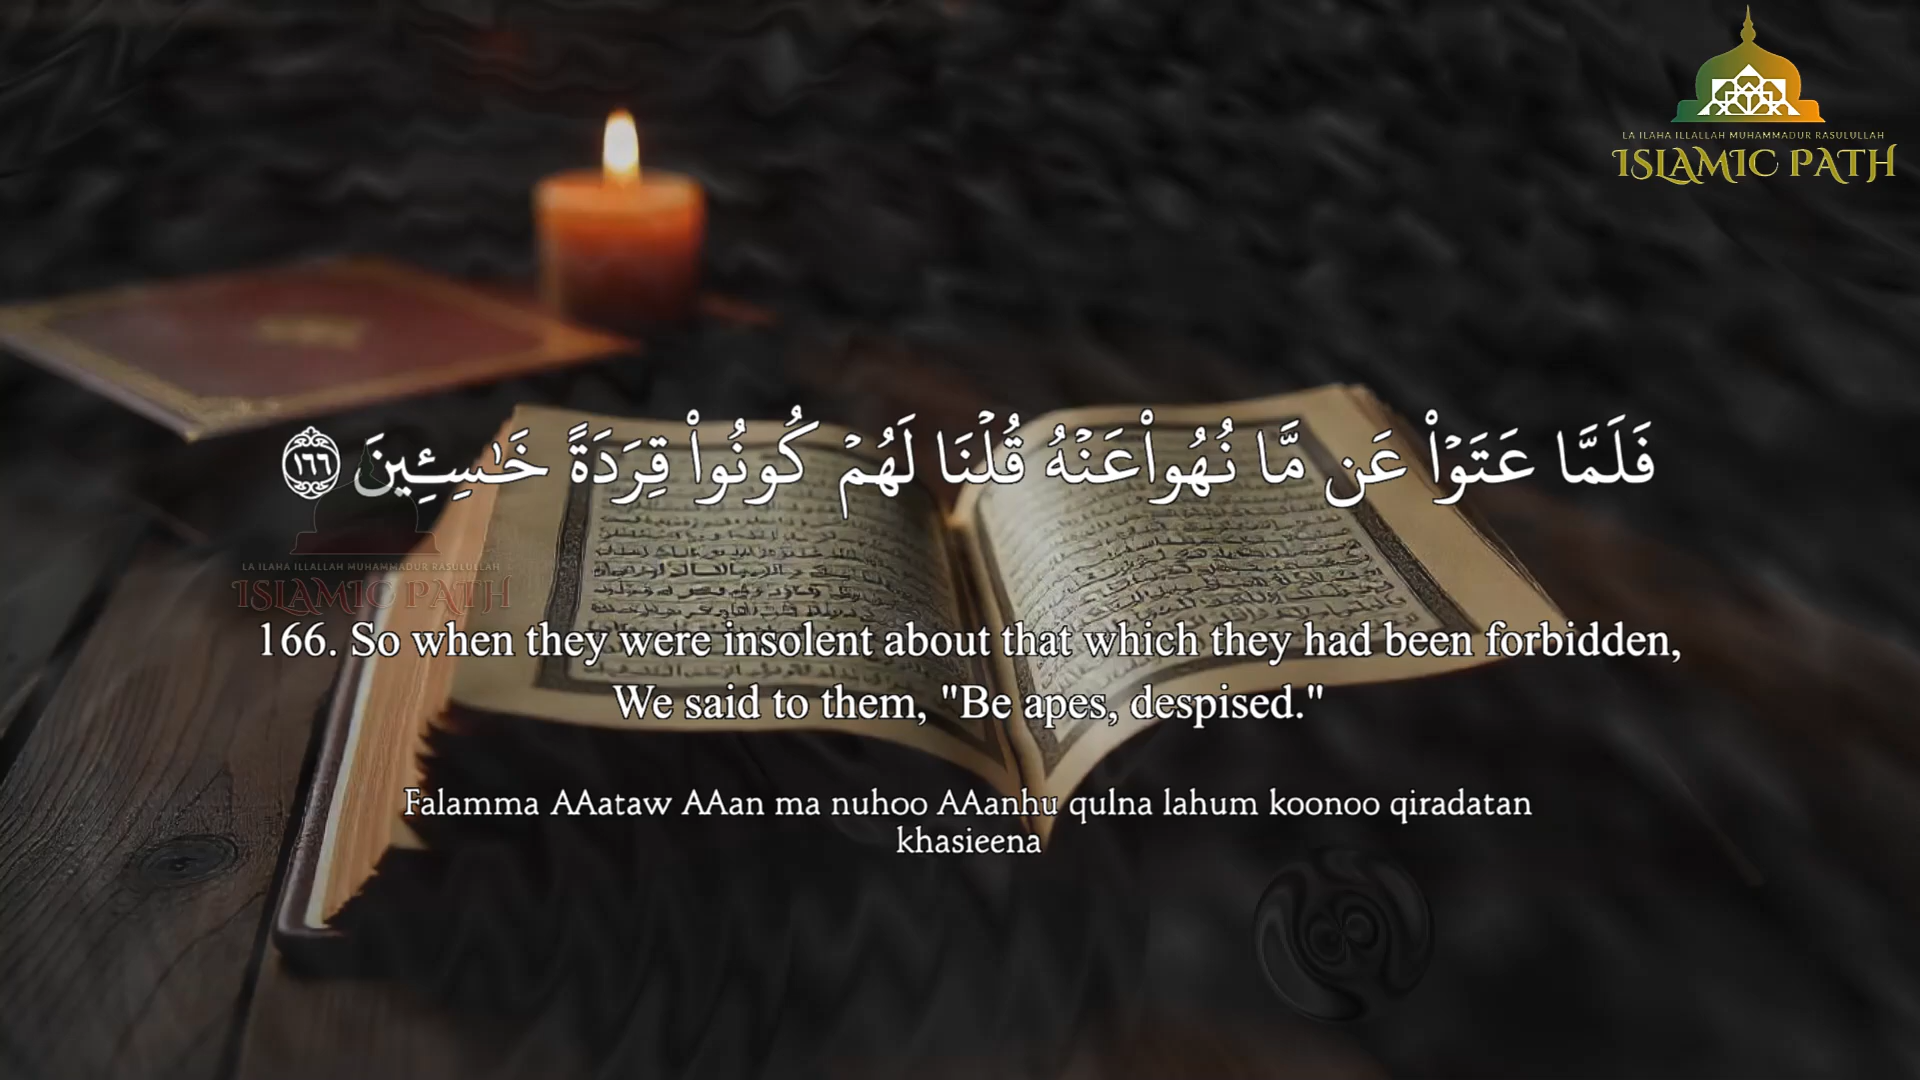 LA ILAHA ILLALLAH MUHAMMADUR RASULULLAH
ISLAMIC PATH
فَلَمَّا عَتَوْا۟ عَن مَّا نُهُوا۟ عَنْهُ قُلْنَا لَهُمْ كُونُوا۟ قِرَدَةً خَـٰسِـِٔينَ ١٦٦
LA ILAHA ILLALLAH MUHAMMADUR RASULULLAH
ISLAMIC PATH
166. So when they were insolent about that which they had been forbidden,
We said to them, "Be apes, despised."
Falamma AAataw AAan ma nuhoo AAanhu qulna lahum koonoo qiradatan
khasieena